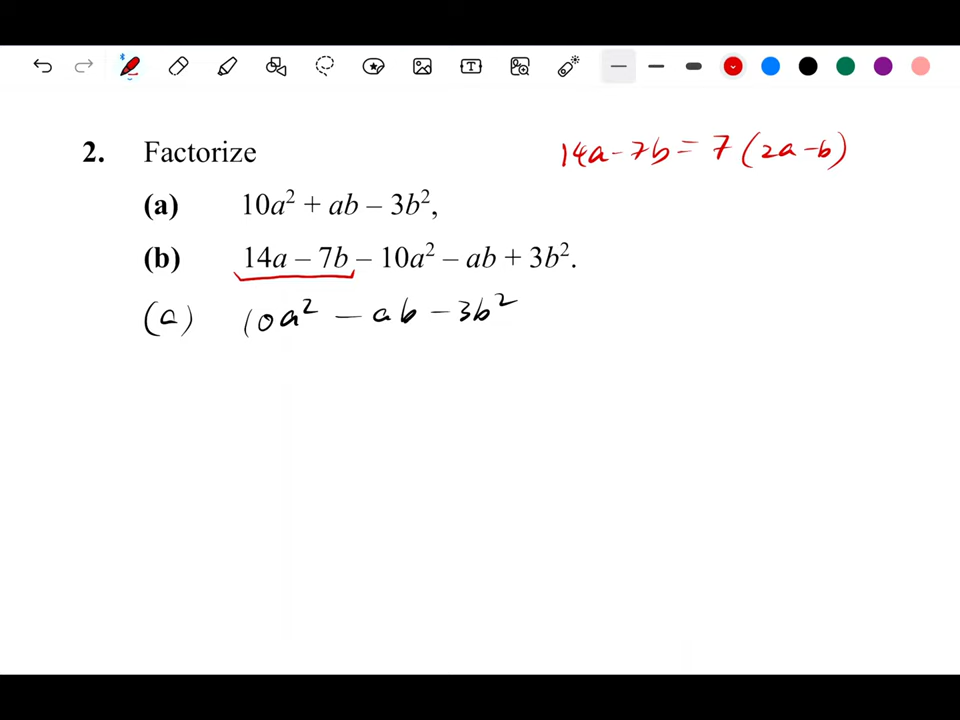 2. Factorize
14a - 7b = 7 (2a - b)
(a) 10a² + ab – 3b²,
(b) 14a – 7b – 10a² – ab + 3b².
(a) 10a² - ab - 3b²